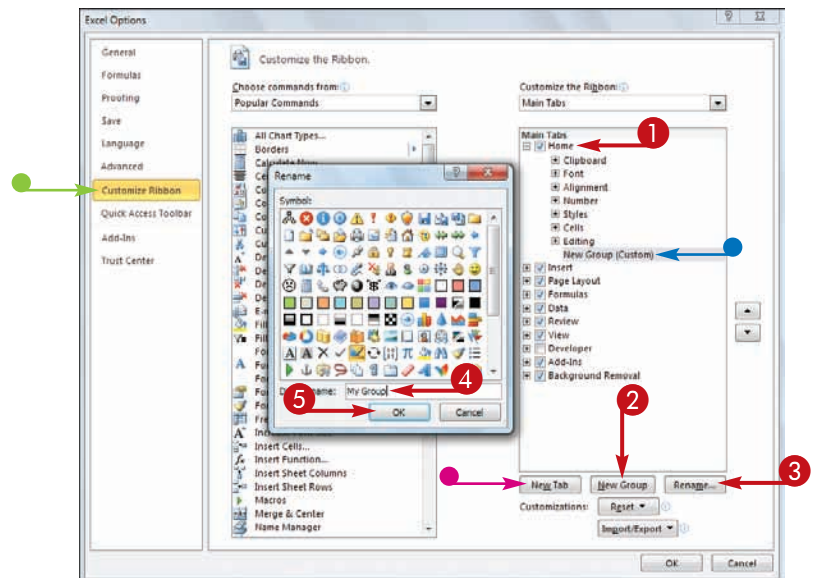 Excel Options
General
Formulas
Proofing
Save
Language
Advanced
Customize Ribbon
Quick Access Toolbar
Add-Ins
Trust Center
Customize the Ribbon.
Choose commands from:
Popular Commands
All Chart Types...
Borders
Calculate Now
Insert Cells...
Insert Function...
Insert Sheet Columns
Insert Sheet Rows
Macros
Merge & Center
Name Manager
Rename
Symbol:
name: My Group
OK Cancel
4
5
Customize the Ribbon:
Main Tabs
Main Tabs
Home
1
Clipboard
Font
Alignment
Number
Styles
Cells
Editing
New Group (Custom)
Insert
Page Layout
Formulas
Data
Review
View
Developer
Add-Ins
Background Removal
2
New Tab New Group Rename...
3
Customizations: Reset
Import/Export
OK Cancel